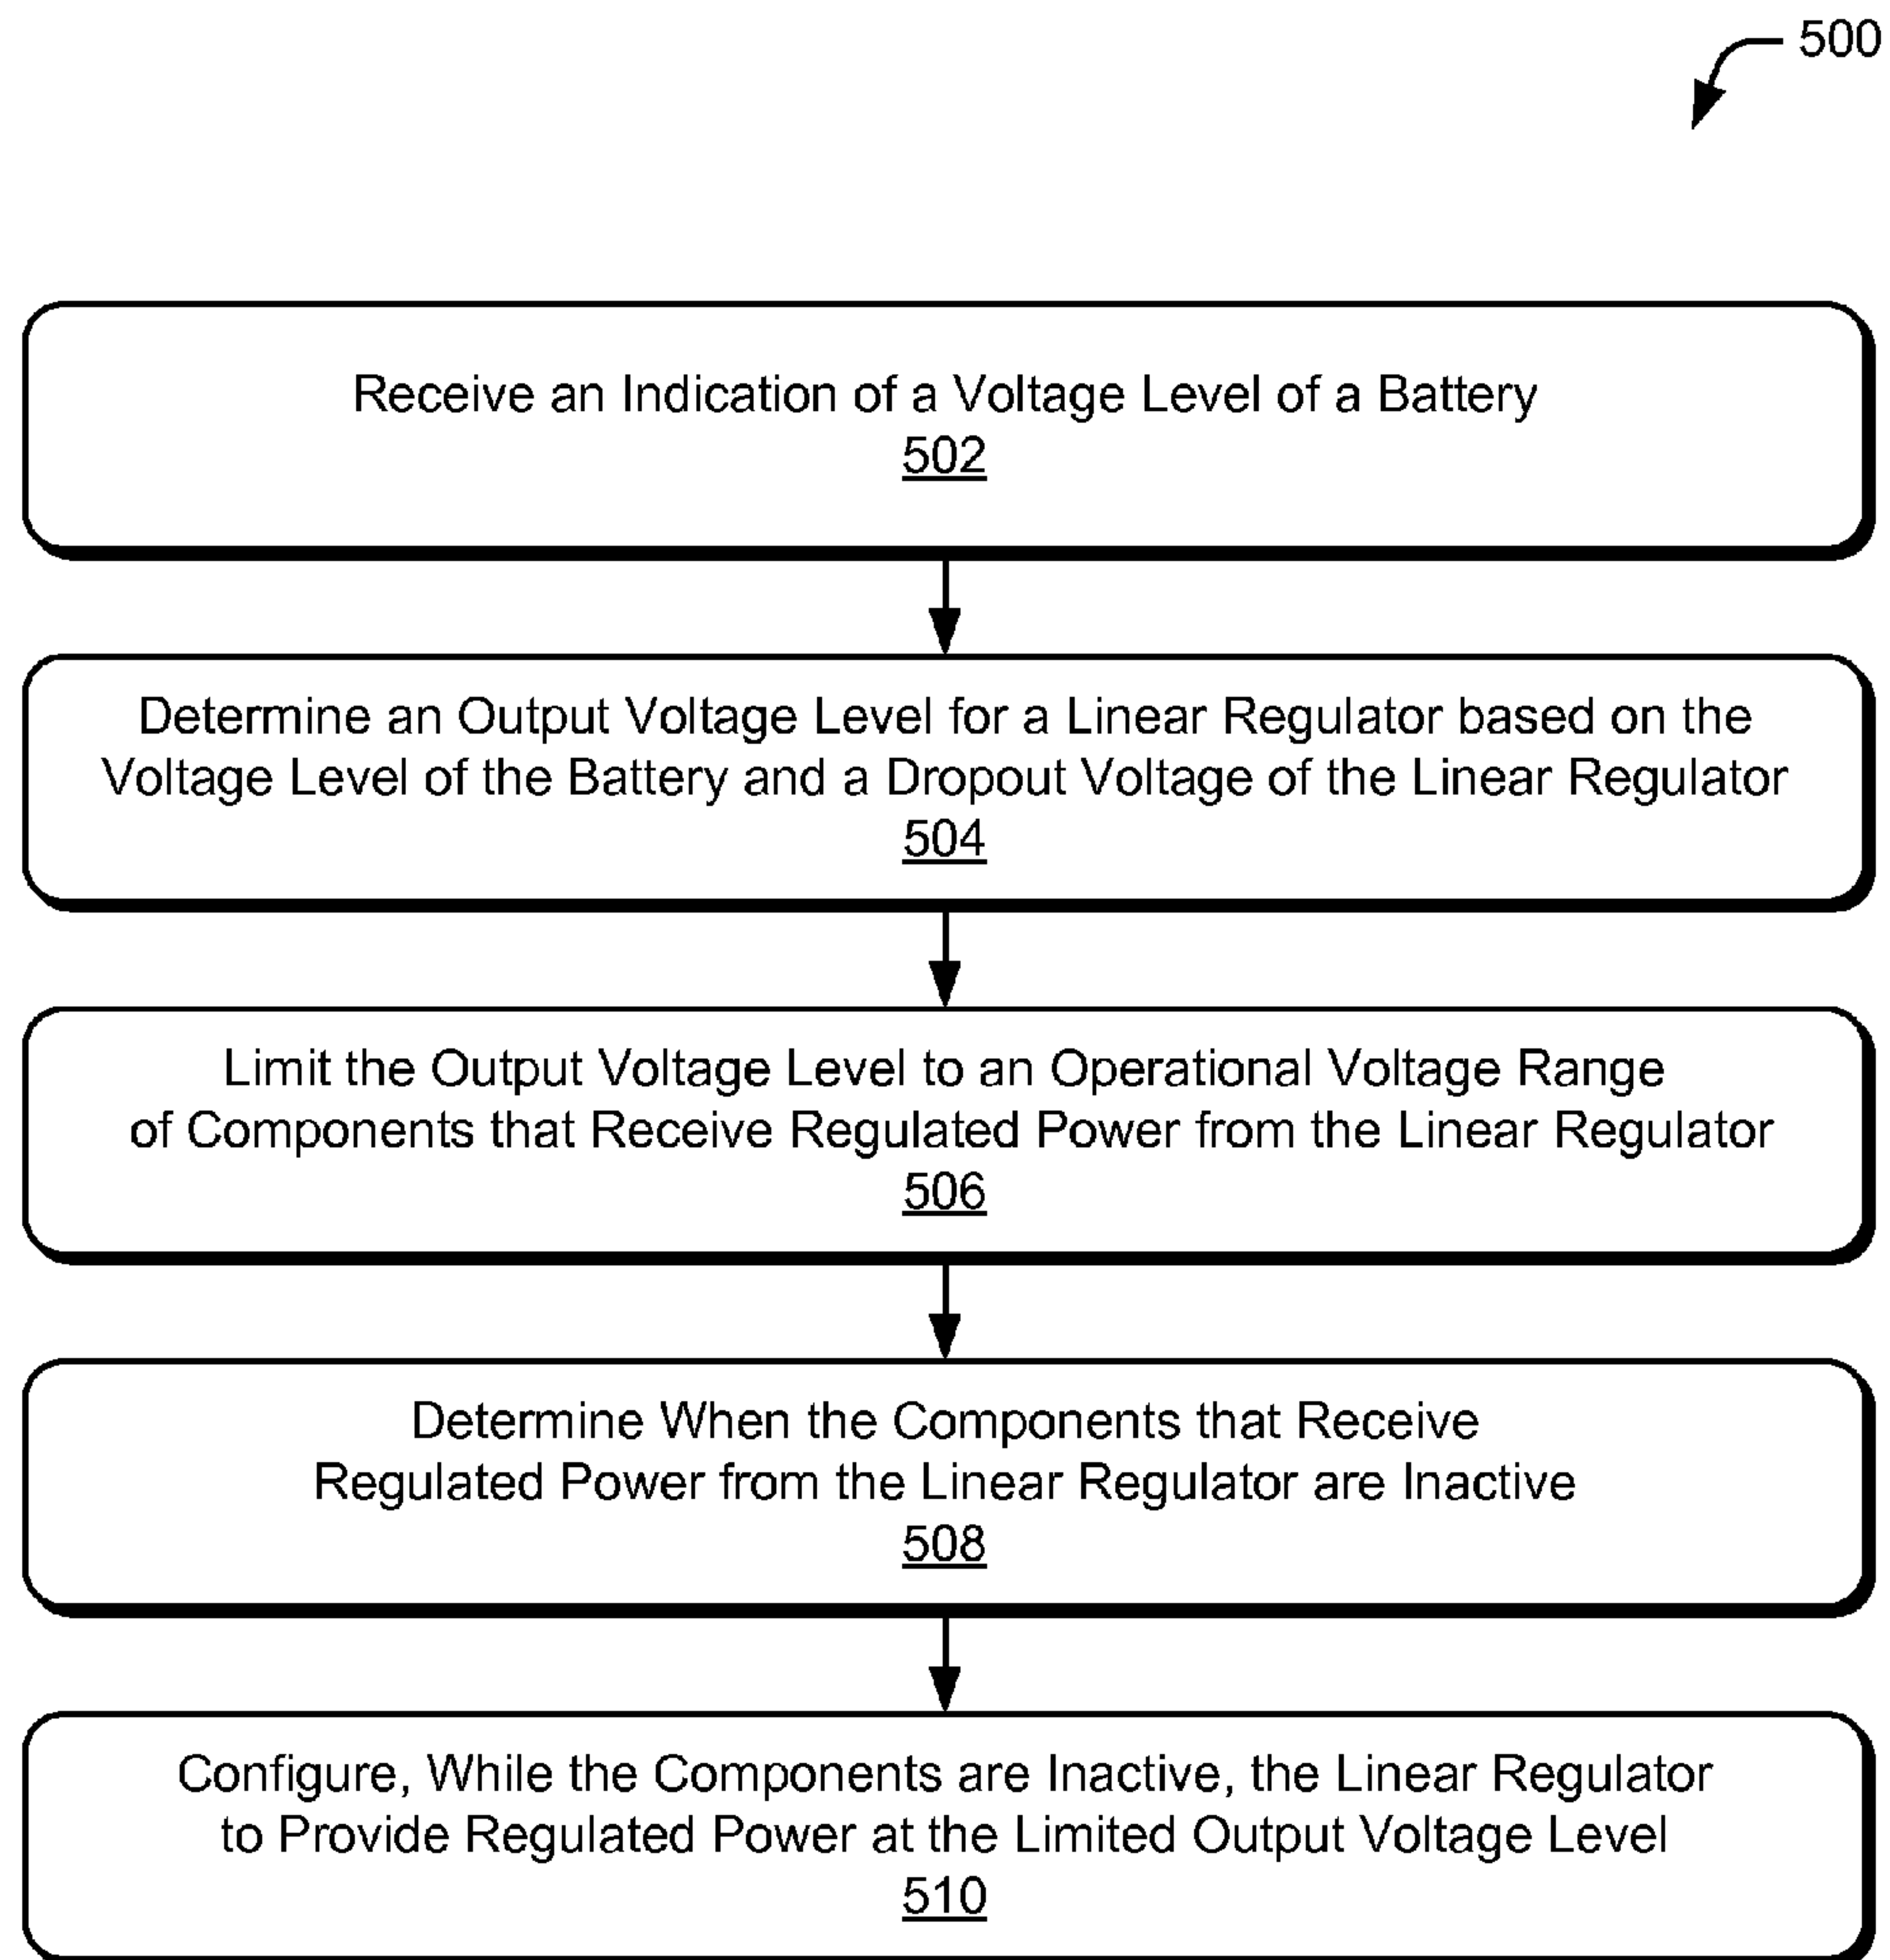 500
Receive an Indication of a Voltage Level of a Battery
502
Determine an Output Voltage Level for a Linear Regulator based on the
Voltage Level of the Battery and a Dropout Voltage of the Linear Regulator
504
Limit the Output Voltage Level to an Operational Voltage Range
of Components that Receive Regulated Power from the Linear Regulator
506
Determine When the Components that Receive
Regulated Power from the Linear Regulator are Inactive
508
Configure, While the Components are Inactive, the Linear Regulator
to Provide Regulated Power at the Limited Output Voltage Level
510